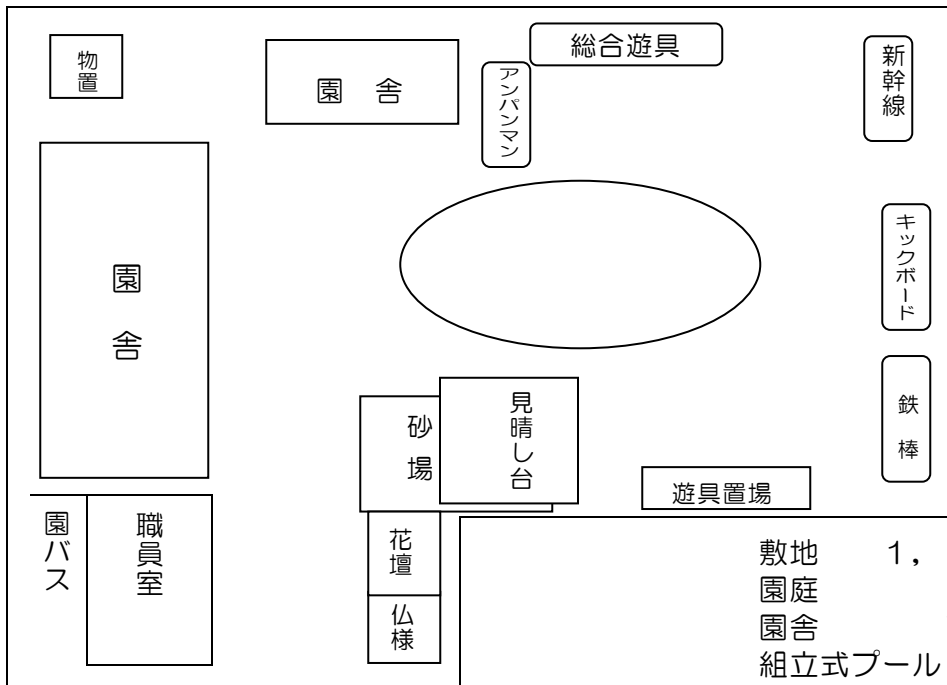 物置
園 舎
総合遊具
アンパンマン
新幹線
園 舎
キックボード
鉄 棒
砂 場
見晴し台
遊具置場
園バス
職員室
花壇
仏様
敷地 1,
園庭
園舎
組立式プール